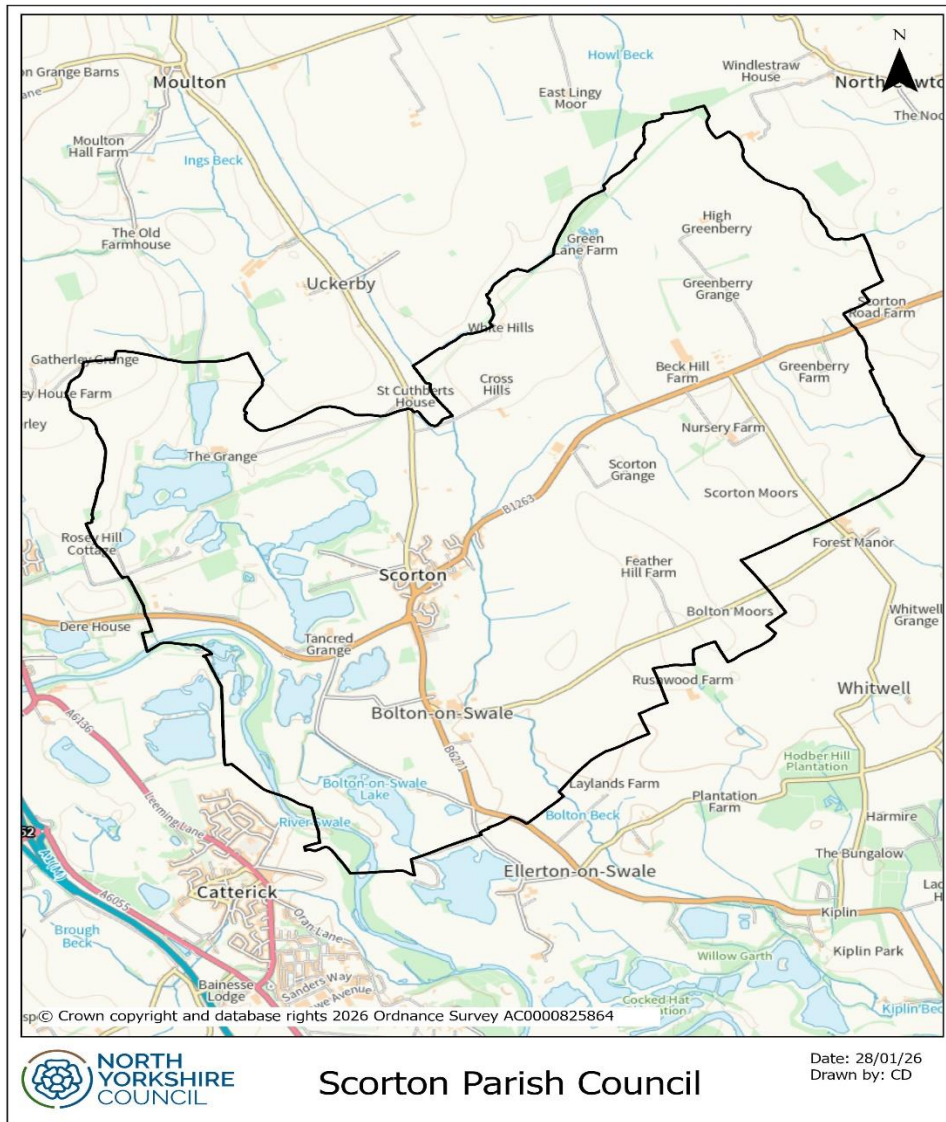 N
Howl Beck
Windlestraw
House
on Grange Barns
Moulton
East Lingy
Moor
The Noo
Moulton
Hall Farm
Ings Beck
The Old
Farmhouse
High
Greenberry
Green
Lane Farm
Uckerby
Greenberry
Grange
Scorton
Road Farm
White Hills
Gatherley Grange
Beck Hill
Farm
Greenberry
Farm
ey House Farm
St Cuthberts
House
Cross
Hills
rley
Nursery Farm
The Grange
Scorton
Grange
Scorton Moors
B1263
Rosey Hill
Cottage
Forest Manor
Scorton
Feather
Hill Farm
Bolton Moors
Whitwell
Grange
Dere House
Tancred
Grange
Rushwood Farm
Whitwell
A6136
Bolton-on-Swale
B6271
Hodber Hill
Plantation
Bolton-on-Swale
Lake
Laylands Farm
Plantation
Farm
Leeming Lane
River Swale
Bolton Beck
Harmire
52
A1(M)
The Bungalow
Ellerton-on-Swale
Catterick
A6055
Oran Lane
Kiplin
Brough
Beck
Willow Garth
Kiplin Park
Bainesse
Lodge
Sanders Way
we Avenue
Cocked Hat
Kiplin Bec
© Crown copyright and database rights 2026 Ordnance Survey AC0000825864
NORTH
YORKSHIRE
COUNCIL
Scorton Parish Council
Date: 28/01/26
Drawn by: CD